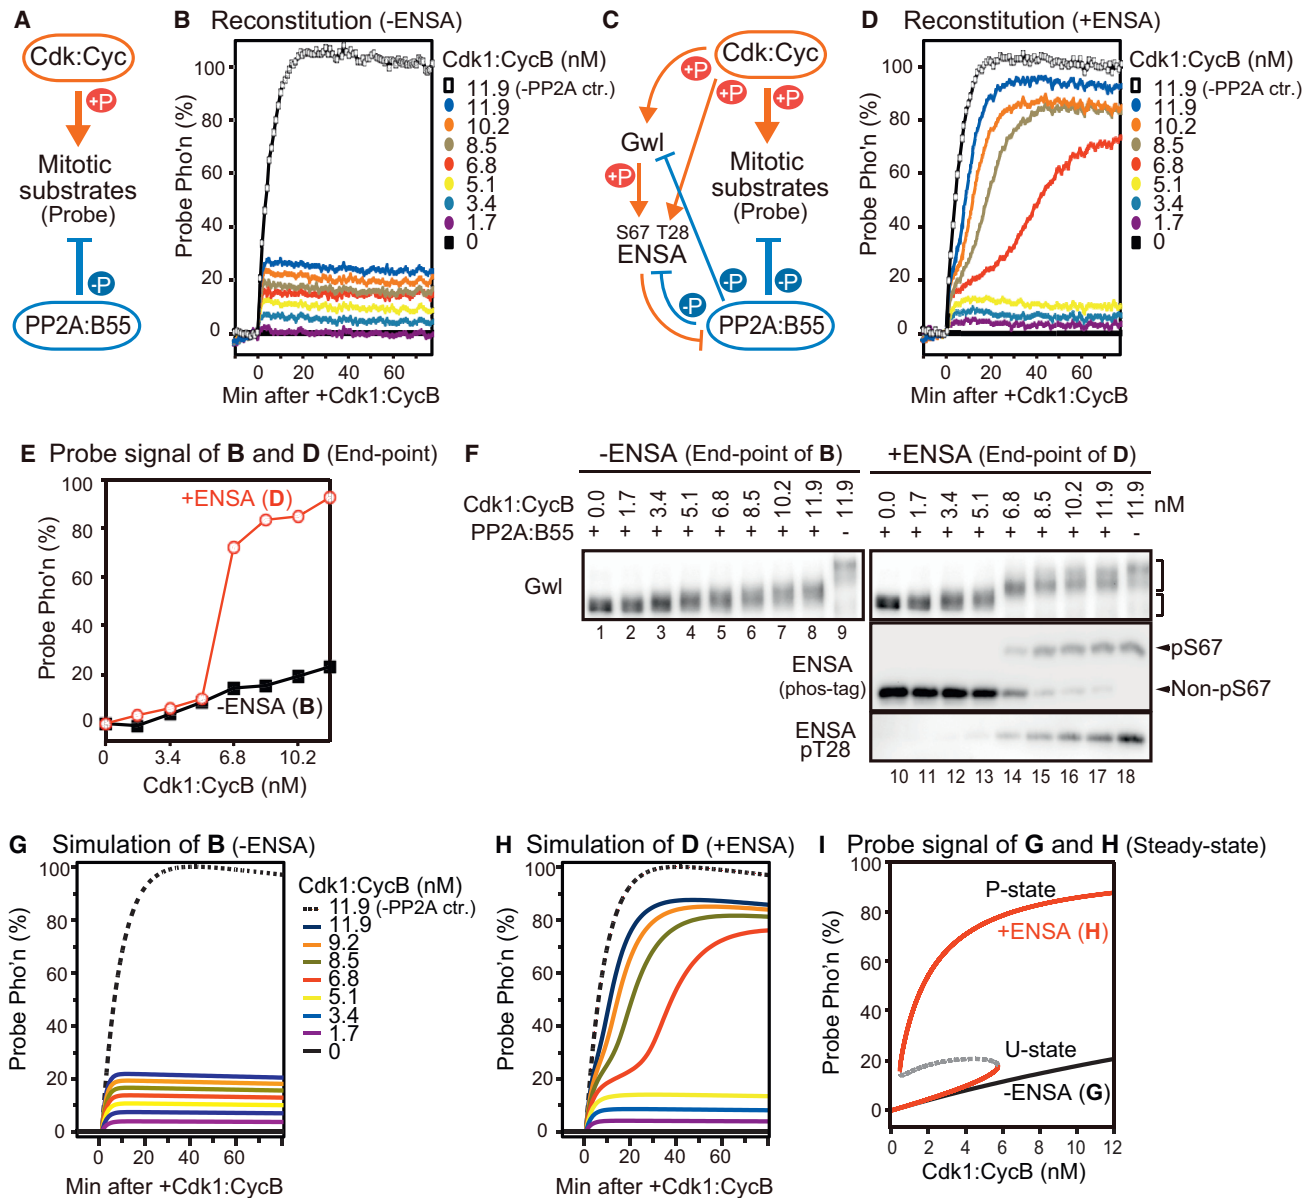 A
Cdk:Cyc
+P
Mitotic
substrates
(Probe)
-P
PP2A:B55
B Reconstitution (-ENSA)
Probe Pho'n (%)
100
80
60
40
20
0
0 20 40 60
Min after +Cdk1:CycB
Cdk1:CycB (nM)
11.9 (-PP2A ctr.)
11.9
10.2
8.5
6.8
5.1
3.4
1.7
0
C
Cdk:Cyc
+P
+P
+P
Gwl
+P
Mitotic
substrates
(Probe)
S67 T28
ENSA
-P
-P
-P
PP2A:B55
D Reconstitution (+ENSA)
Probe Pho'n (%)
100
80
60
40
20
0
0 20 40 60
Min after +Cdk1:CycB
Cdk1:CycB (nM)
11.9 (-PP2A ctr.)
11.9
10.2
8.5
6.8
5.1
3.4
1.7
0
E Probe signal of B and D (End-point)
Probe Pho'n (%)
100
80
60
40
20
0
+ENSA (D)
-ENSA (B)
0 3.4 6.8 10.2
Cdk1:CycB (nM)
F
-ENSA (End-point of B)
+ENSA (End-point of D)
Cdk1:CycB 0.0 1.7 3.4 5.1 6.8 8.5 10.2 11.9 11.9 0.0 1.7 3.4 5.1 6.8 8.5 10.2 11.9 11.9 nM
PP2A:B55 + + + + + + + + - + + + + + + + + -
Gwl
1 2 3 4 5 6 7 8 9
ENSA
(phos-tag)
pS67
Non-pS67
ENSA
pT28
10 11 12 13 14 15 16 17 18
G Simulation of B (-ENSA)
Probe Pho'n (%)
100
80
60
40
20
0
0 20 40 60
Min after +Cdk1:CycB
Cdk1:CycB (nM)
11.9 (-PP2A ctr.)
11.9
9.2
8.5
6.8
5.1
3.4
1.7
0
H Simulation of D (+ENSA)
Probe Pho'n (%)
100
80
60
40
20
0
0 20 40 60
Min after +Cdk1:CycB
I Probe signal of G and H (Steady-state)
Probe Pho'n (%)
100
80
60
40
20
0
P-state
+ENSA (H)
U-state
-ENSA (G)
0 2 4 6 8 10 12
Cdk1:CycB (nM)